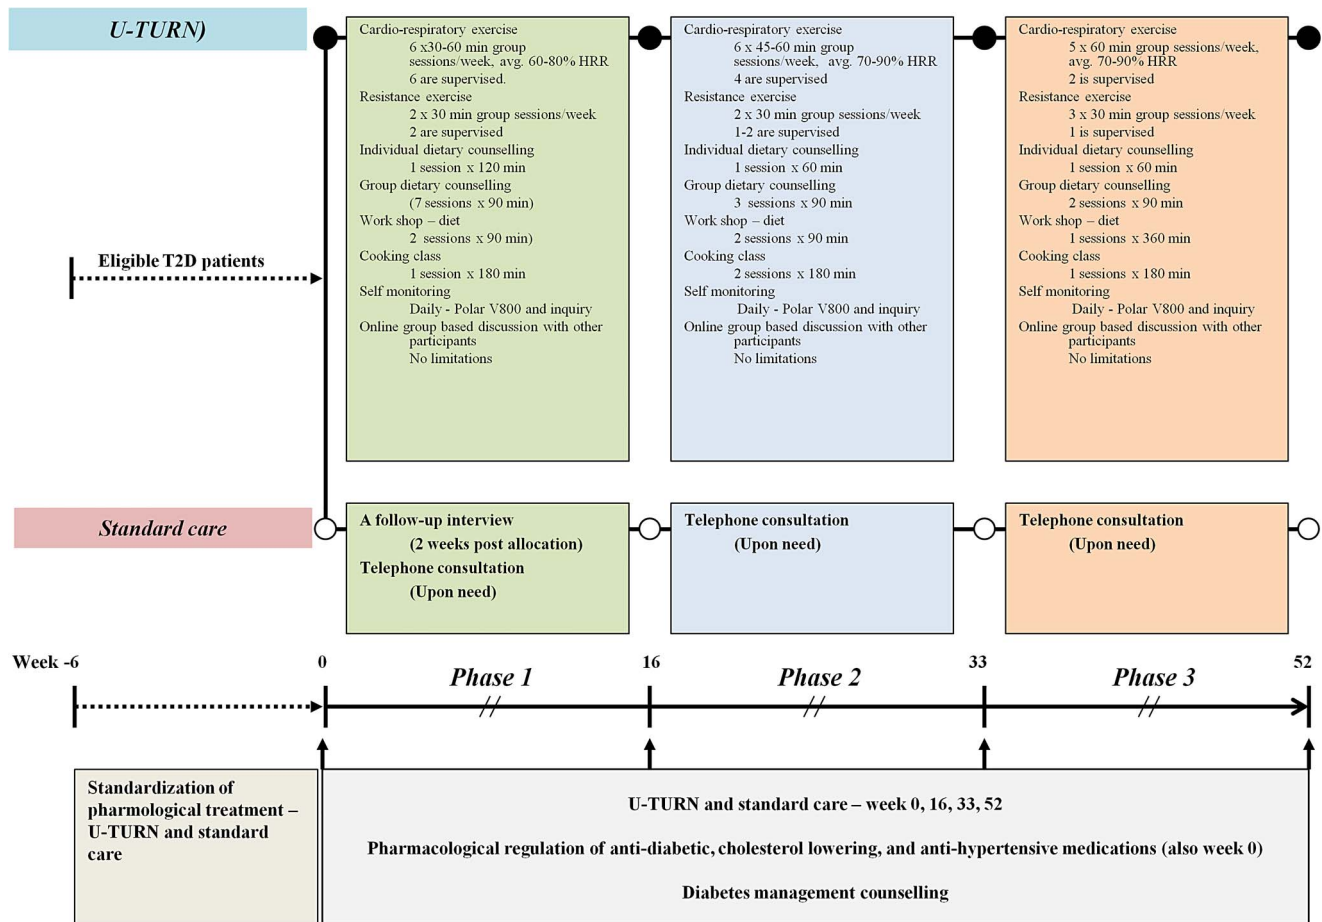 U-TURN)
Cardio-respiratory exercise
6 x30-60 min group
sessions/week, avg. 60-80% HRR
6 are supervised.
Resistance exercise
2 x 30 min group sessions/week
2 are supervised
Individual dietary counselling
1 session x 120 min
Group dietary counselling
(7 sessions x 90 min)
Work shop – diet
2 sessions x 90 min)
Cooking class
1 session x 180 min
Self monitoring
Daily - Polar V800 and inquiry
Online group based discussion with other
participants
No limitations
Cardio-respiratory exercise
6 x 45-60 min group
sessions/week, avg. 70-90% HRR
4 are supervised
Resistance exercise
2 x 30 min group sessions/week
1-2 are supervised
Individual dietary counselling
1 session x 60 min
Group dietary counselling
3 sessions x 90 min
Work shop – diet
2 sessions x 90 min
Cooking class
2 sessions x 180 min
Self monitoring
Daily - Polar V800 and inquiry
Online group based discussion with other
participants
No limitations
Cardio-respiratory exercise
5 x 60 min group sessions/week,
avg. 70-90% HRR
2 is supervised
Resistance exercise
3 x 30 min group sessions/week
1 is supervised
Individual dietary counselling
1 session x 60 min
Group dietary counselling
2 sessions x 90 min
Work shop – diet
1 sessions x 360 min
Cooking class
1 sessions x 180 min
Self monitoring
Daily - Polar V800 and inquiry
Online group based discussion with other
participants
No limitations
Eligible T2D patients
Standard care
A follow-up interview
(2 weeks post allocation)
Telephone consultation
(Upon need)
Telephone consultation
(Upon need)
Telephone consultation
(Upon need)
Week -6 0 16 33 52
Phase 1 Phase 2 Phase 3
Standardization of
pharmological treatment –
U-TURN and standard
care
U-TURN and standard care – week 0, 16, 33, 52
Pharmacological regulation of anti-diabetic, cholesterol lowering, and anti-hypertensive medications (also week 0)
Diabetes management counselling